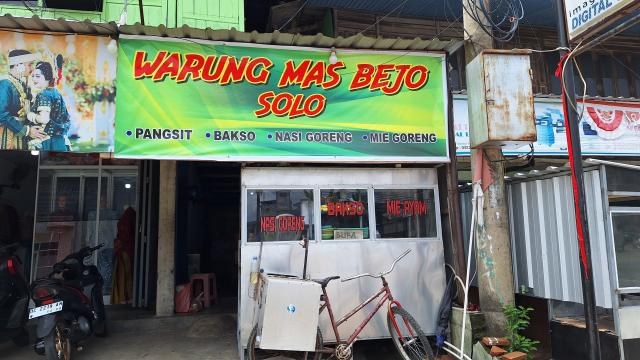 WARUNG MAS BEJO
SOLO
• PANGSIT • BAKSO • NASI GORENG • MIE GORENG
NASI GORENG
BAKSO
MIE AYAM
BUKA
DIGITAL